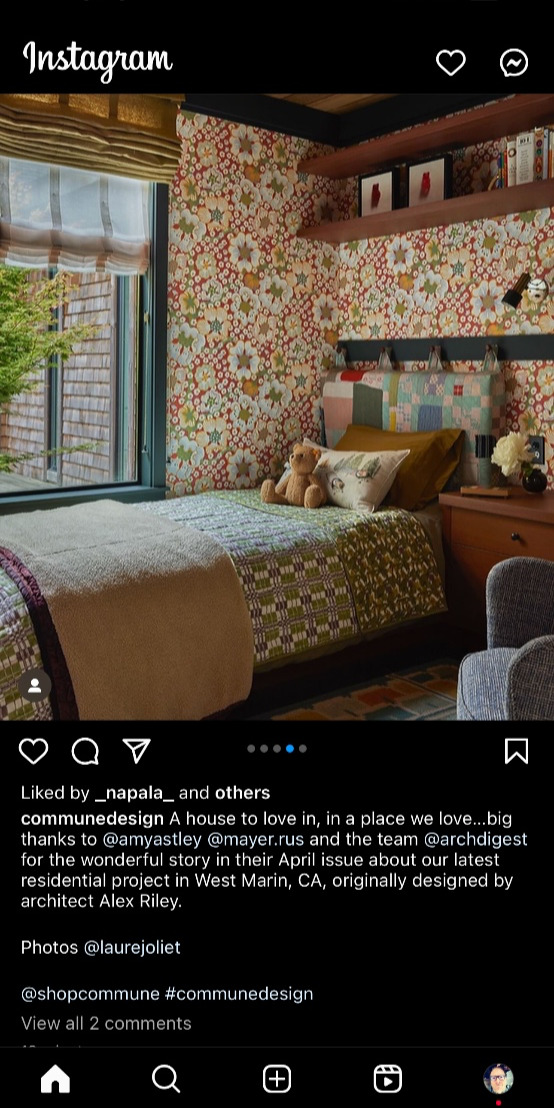 Instagram
Liked by _napala_ and others
communedesign A house to love in, in a place we love...big
thanks to @amyastley @mayer.rus and the team @archdigest
for the wonderful story in their April issue about our latest
residential project in West Marin, CA, originally designed by
architect Alex Riley.
Photos @laurejoliet
@shopcommune #communedesign
View all 2 comments